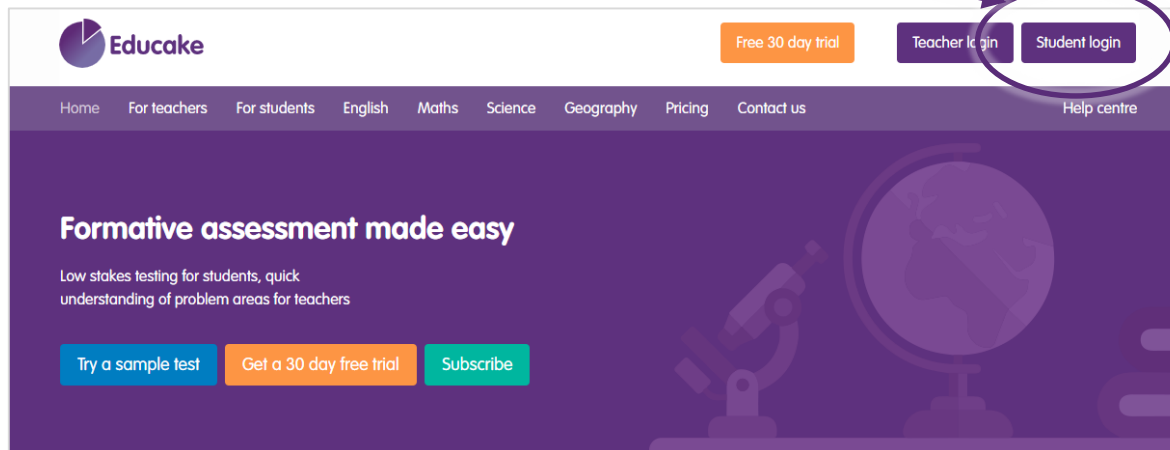 Educake
Free 30 day trial
Teacher login
Student login
Home For teachers For students English Maths Science Geography Pricing Contact us Help centre
Formative assessment made easy
Low stakes testing for students, quick
understanding of problem areas for teachers
Try a sample test Get a 30 day free trial Subscribe